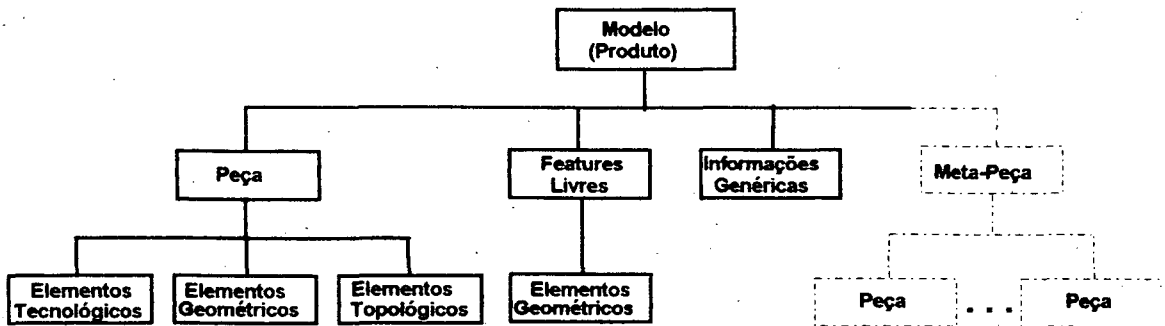 Modelo
(Produto)
Peça
Features
Livres
Informações
Genéricas
Meta-Peça
Elementos
Tecnológicos
Elementos
Geométricos
Elementos
Topológicos
Elementos
Geométricos
Peça
...
Peça